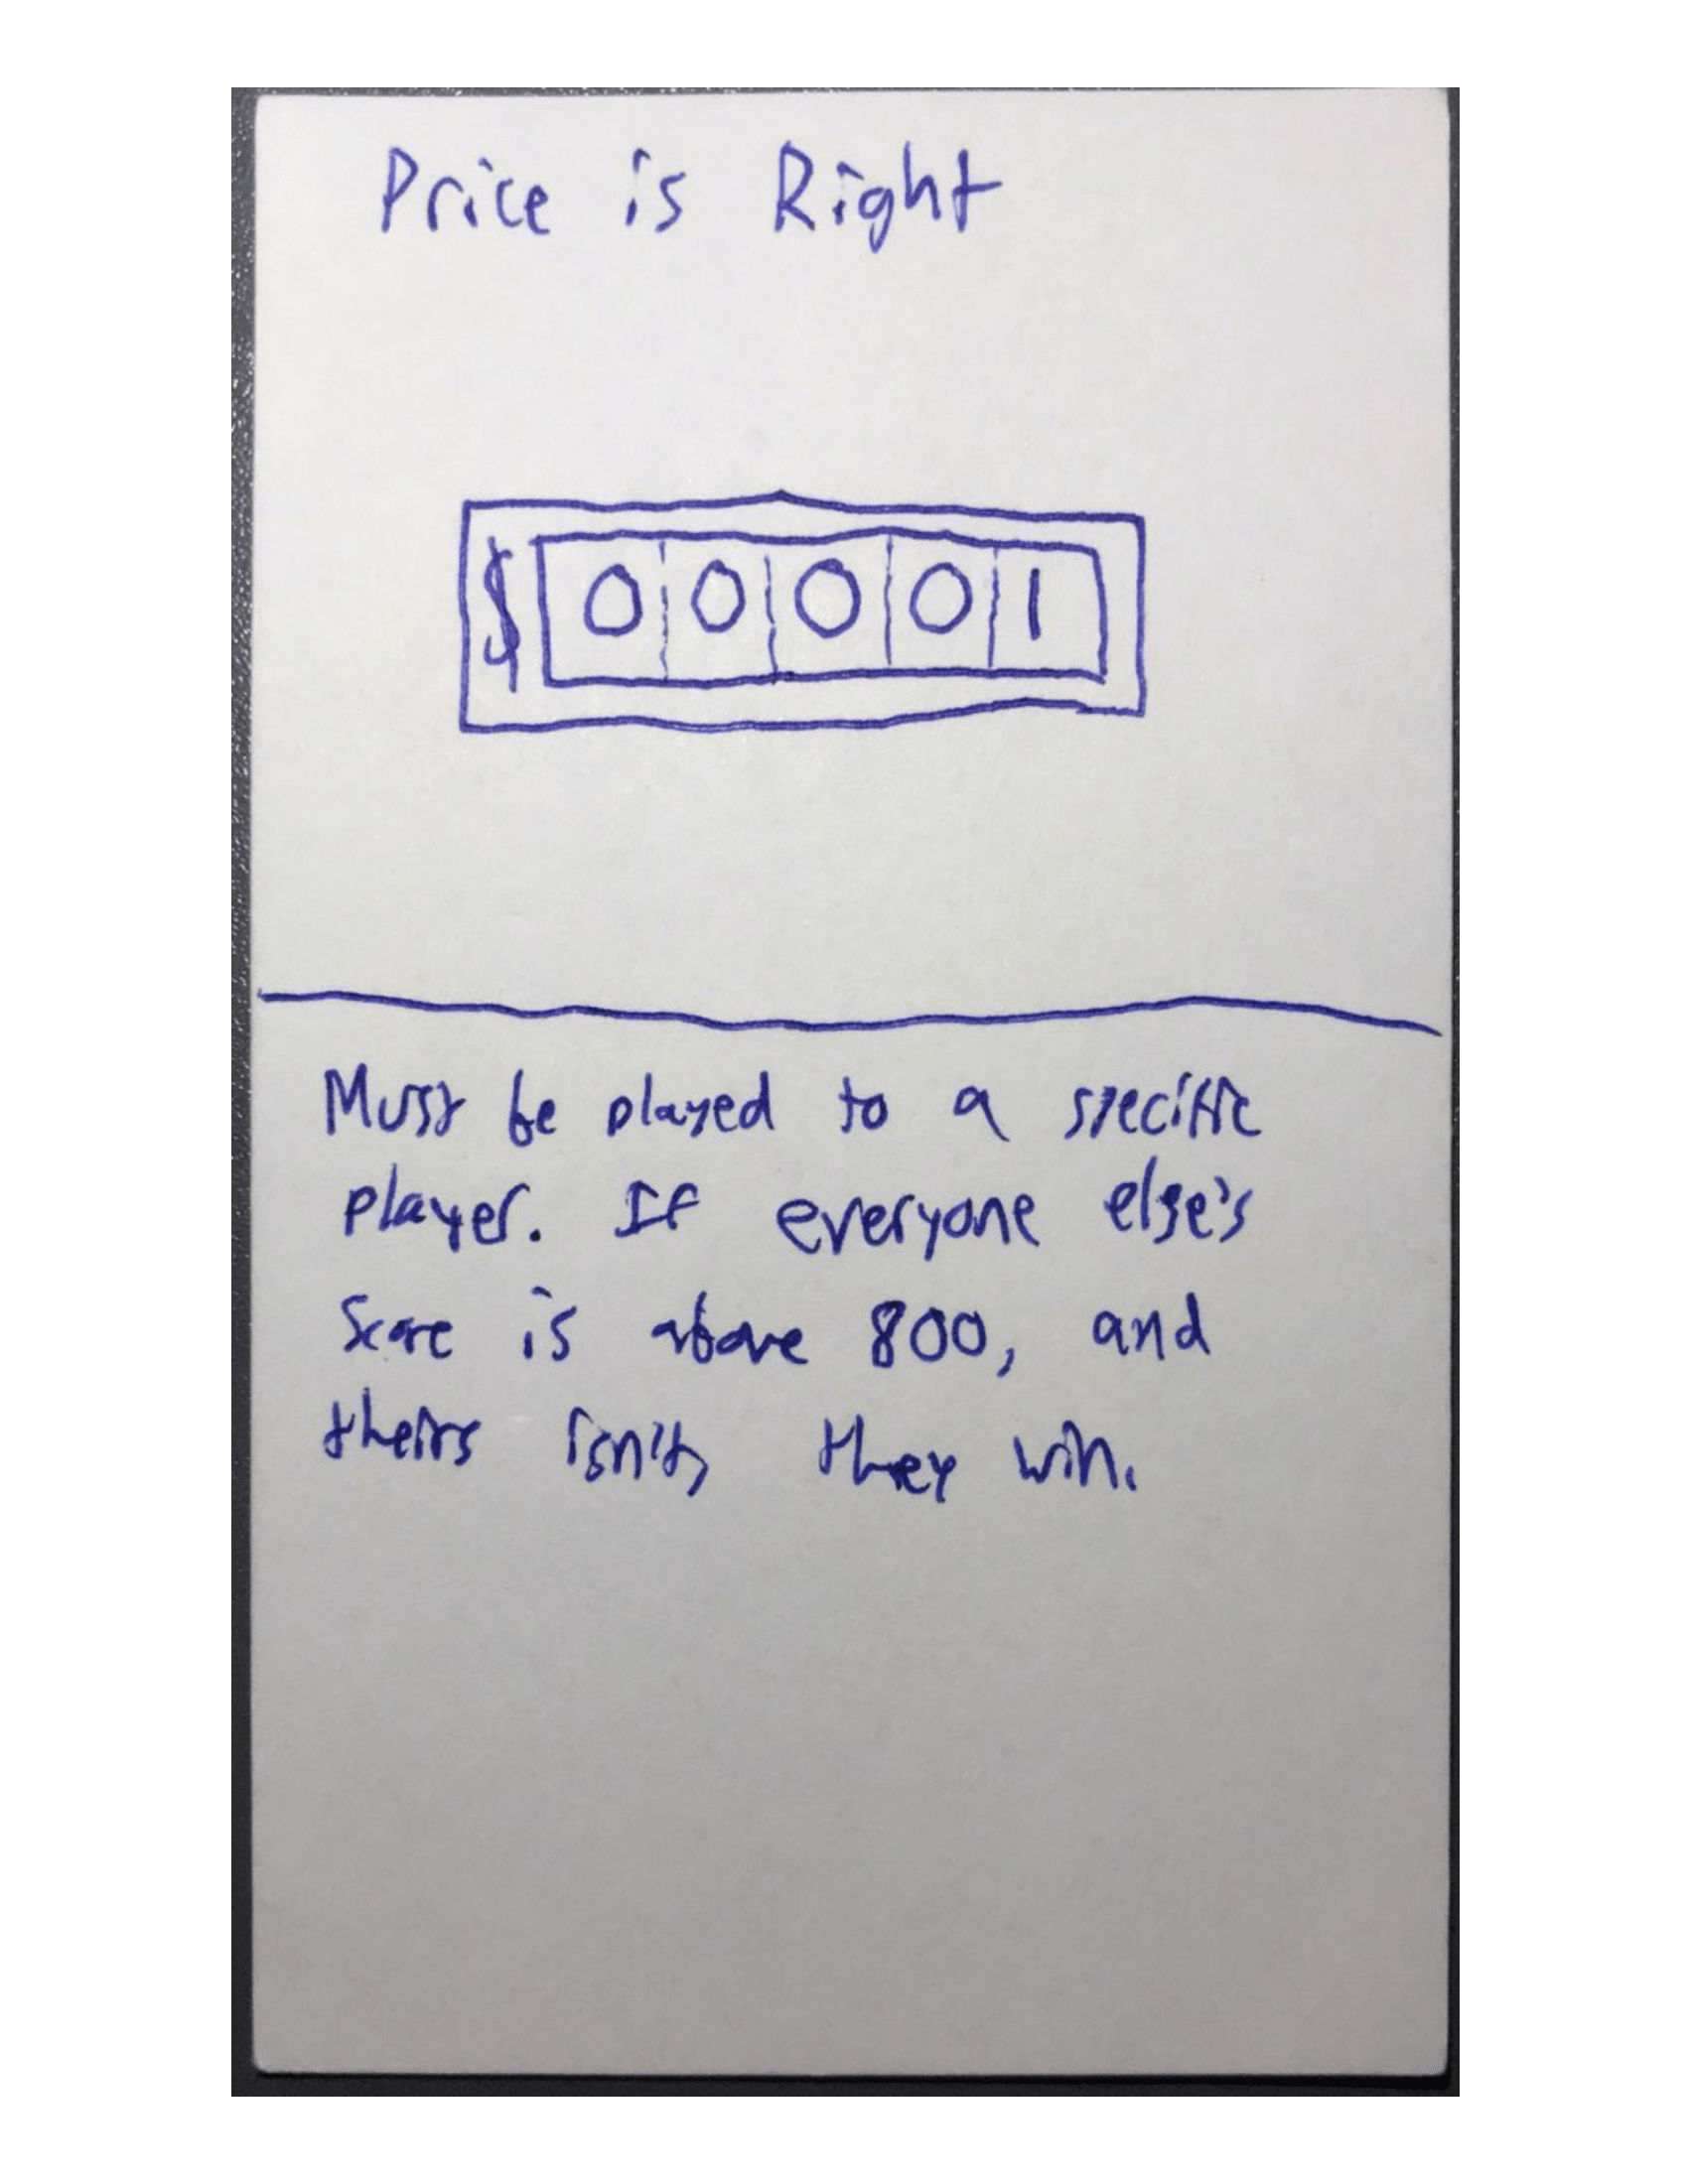 Price is Right
$ 0 0 0 0 1
Must be played to a specific
player. If everyone else's
score is above 800, and
theirs isn't, they win.